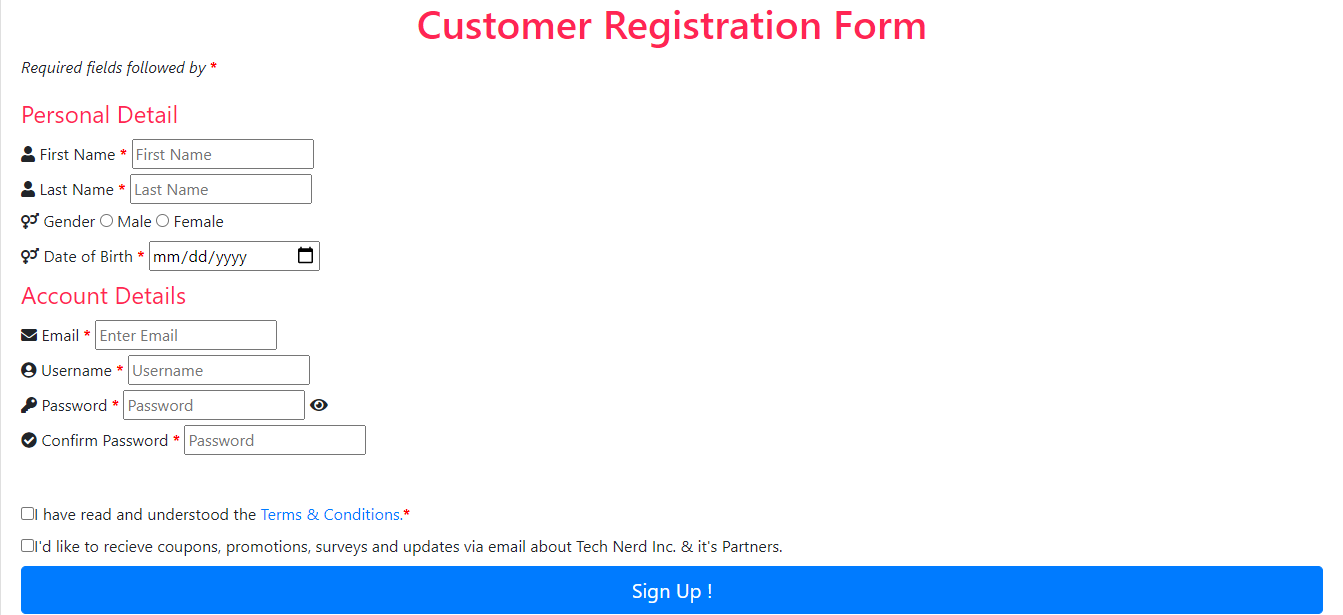 Customer Registration Form
Required fields followed by *
Personal Detail
First Name * First Name
Last Name * Last Name
Gender Male Female
Date of Birth * mm/dd/yyyy
Account Details
Email * Enter Email
Username * Username
Password * Password
Confirm Password * Password
I have read and understood the Terms & Conditions.*
I'd like to recieve coupons, promotions, surveys and updates via email about Tech Nerd Inc. & it's Partners.
Sign Up !